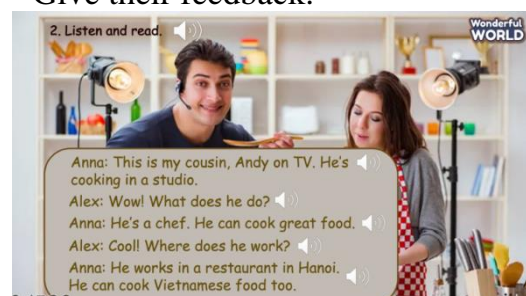 Give their feedback.
2. Listen and read.
Wonderful
WORLD
Anna: This is my cousin, Andy on TV. He's
cooking in a studio.
Alex: Wow! What does he do?
Anna: He's a chef. He can cook great food.
Alex: Cool! Where does he work?
Anna: He works in a restaurant in Hanoi.
He can cook Vietnamese food too.